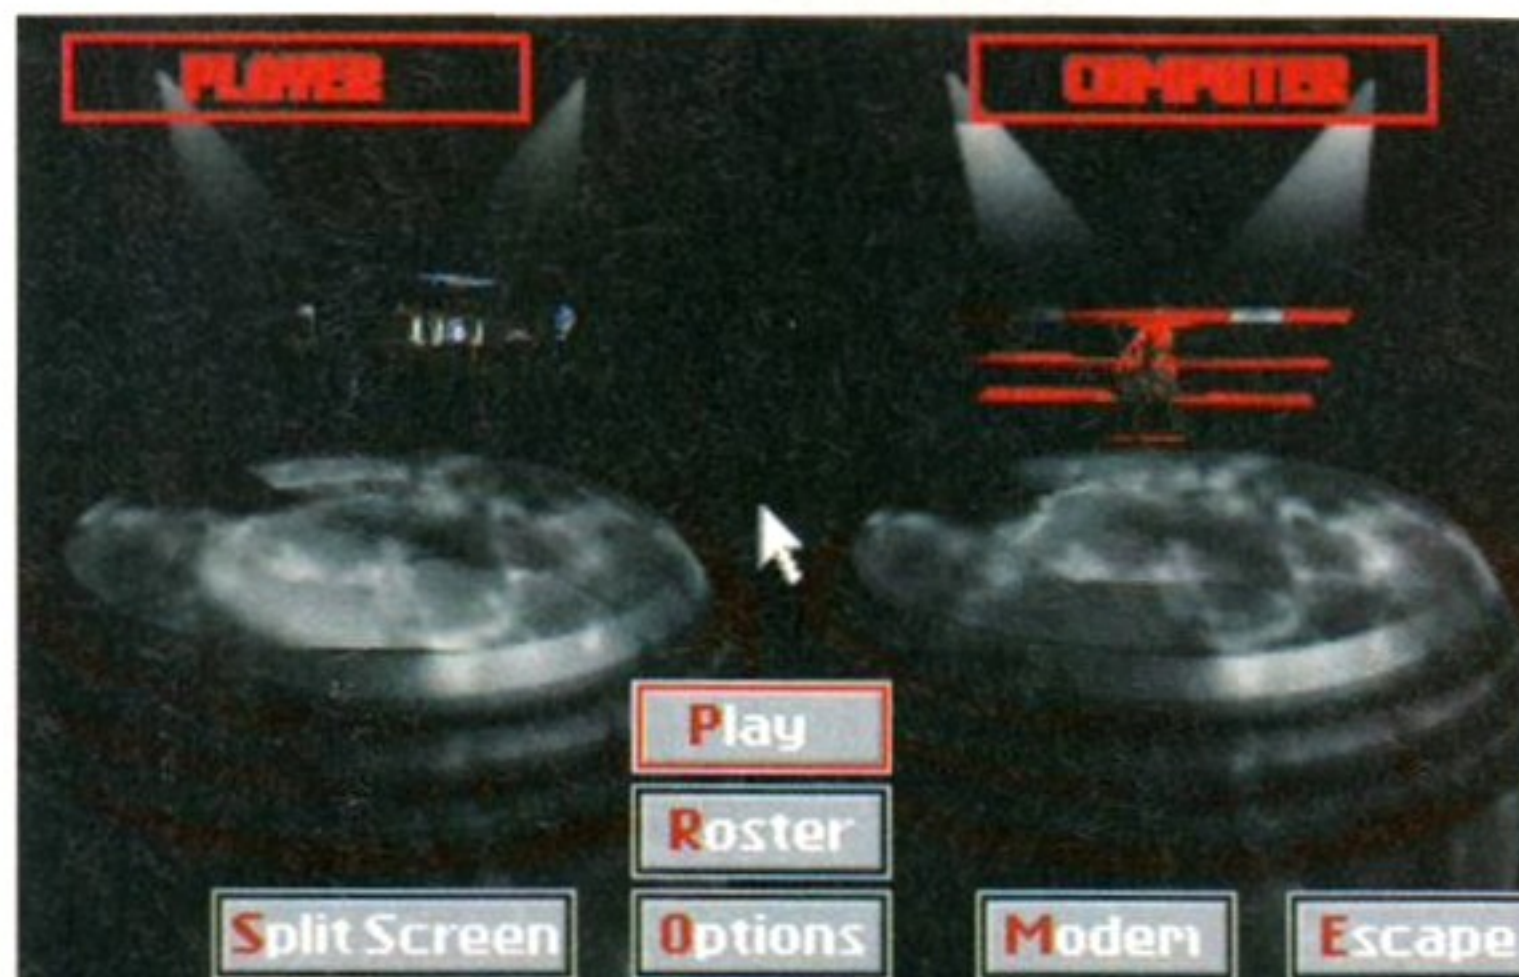 PLAYER
COMPUTER
Play
Roster
Split Screen
Options
Modem
Escape